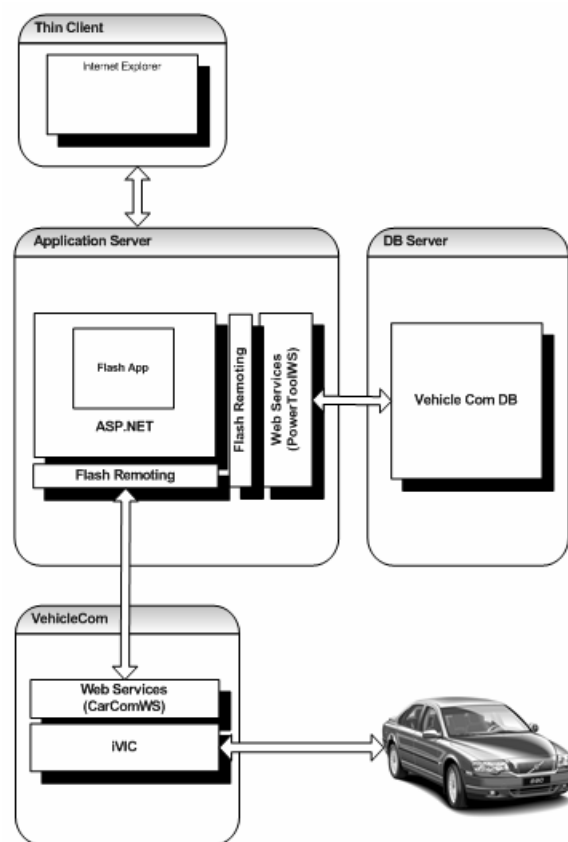 Thin Client
Internet Explorer
Application Server
DB Server
Flash App
ASP.NET
Flash Remoting
Flash Remoting
Web Services
(PowerToolWS)
Vehicle Com DB
VehicleCom
Web Services
(CarComWS)
iVIC